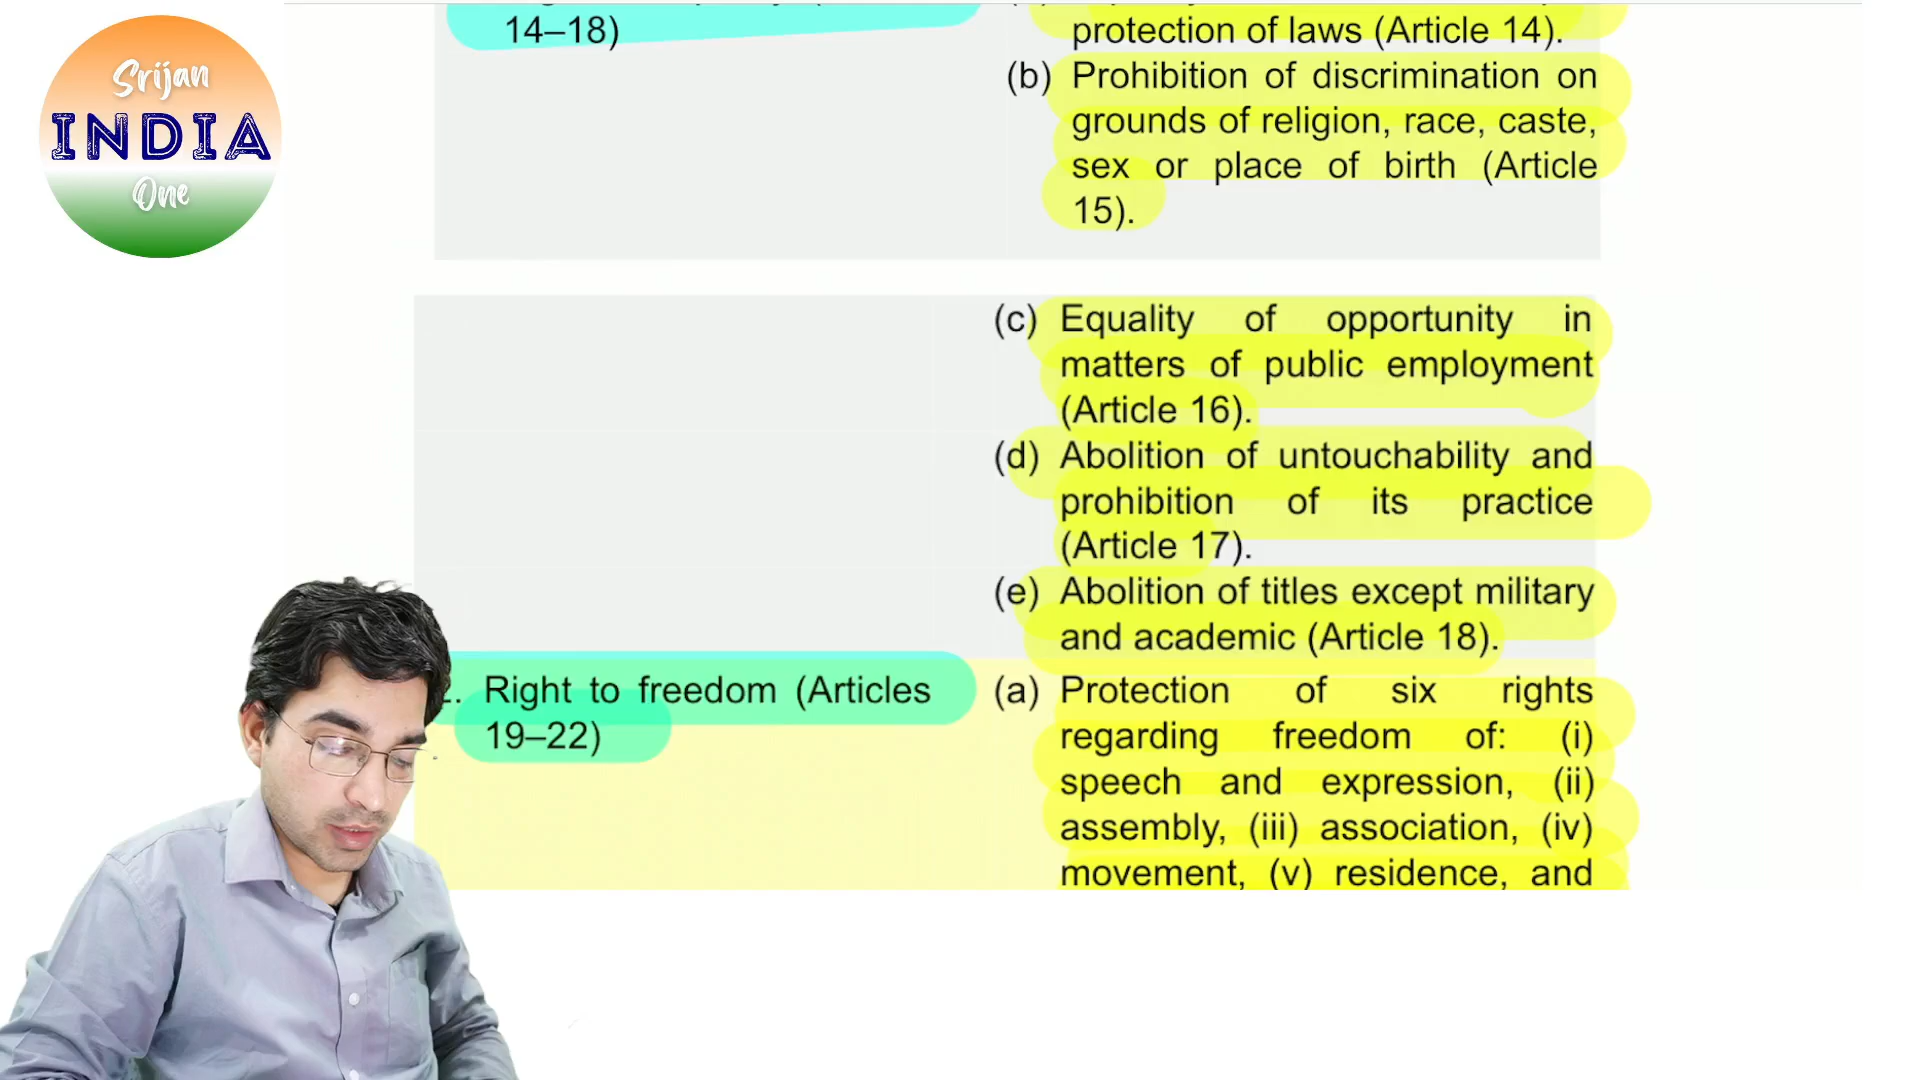 Srijan
INDIA
One
14–18)
protection of laws (Article 14).
(b) Prohibition of discrimination on
grounds of religion, race, caste,
sex or place of birth (Article
15).
(c) Equality of opportunity in
matters of public employment
(Article 16).
(d) Abolition of untouchability and
prohibition of its practice
(Article 17).
(e) Abolition of titles except military
and academic (Article 18).
Right to freedom (Articles
19–22)
(a) Protection of six rights
regarding freedom of: (i)
speech and expression, (ii)
assembly, (iii) association, (iv)
movement, (v) residence, and